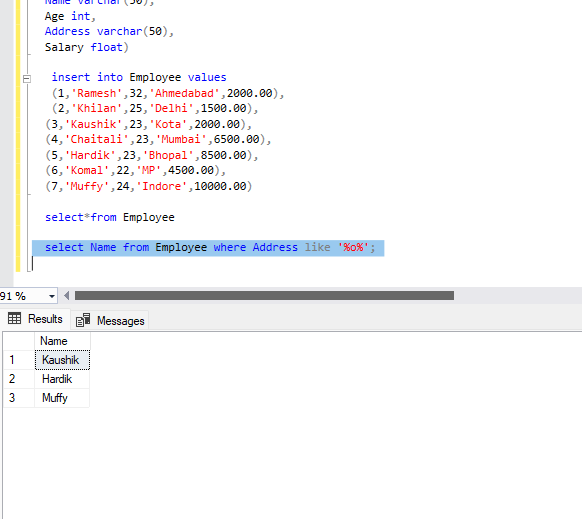 Name varchar(50),
Age int,
Address varchar(50),
Salary float)
insert into Employee values
(1,'Ramesh',32,'Ahmedabad',2000.00),
(2,'Khilan',25,'Delhi',1500.00),
(3,'Kaushik',23,'Kota',2000.00),
(4,'Chaitali',23,'Mumbai',6500.00),
(5,'Hardik',23,'Bhopal',8500.00),
(6,'Komal',22,'MP',4500.00),
(7,'Muffy',24,'Indore',10000.00)
select*from Employee
select Name from Employee where Address like '%o%';
91 %
Results Messages
Name
1 Kaushik
2 Hardik
3 Muffy